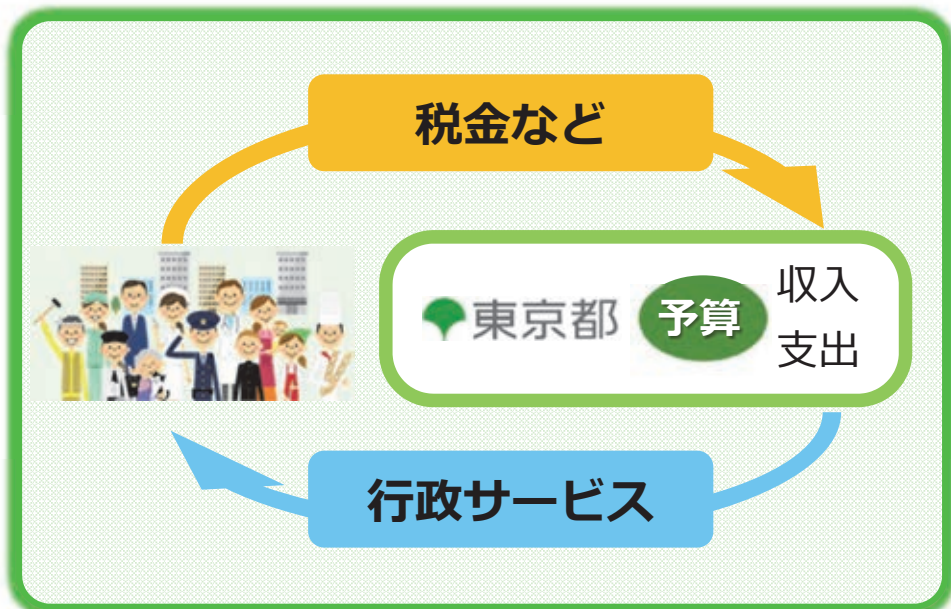 税金など
東京都
予算
収入
支出
行政サービス